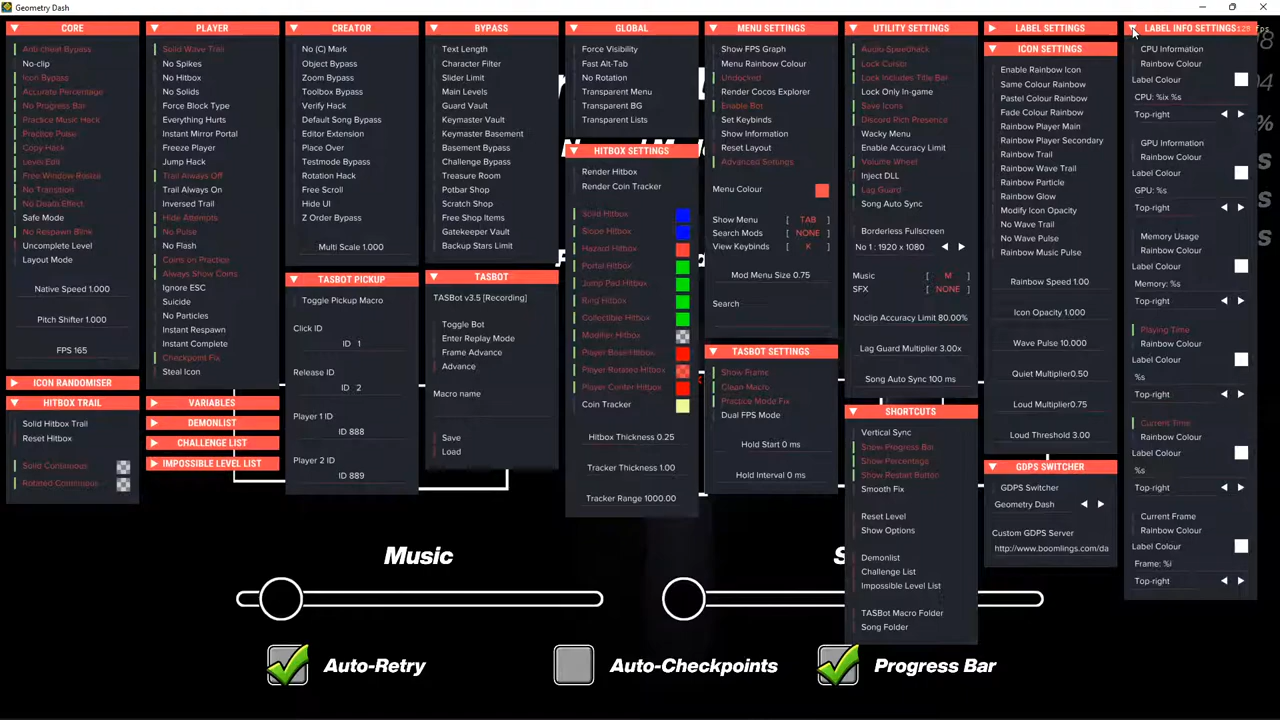 Geometry Dash
CORE
Anti-cheat Bypass
No-clip
Icon Bypass
Accurate Percentage
No Progress Bar
Practice Music Hack
Practice Pulse
Copy Hack
Level Edit
Free Window Resize
No Transition
No Death Effect
Safe Mode
No Respawn Blink
Uncomplete Level
Layout Mode
Native Speed 1.000
Pitch Shifter 1.000
FPS 165
ICON RANDOMISER
HITBOX TRAIL
Solid Hitbox Trail
Reset Hitbox
Solid Continuous
Rotated Continuous
PLAYER
Solid Wave Trail
No Spikes
No Hitbox
No Solids
Force Block Type
Everything Hurts
Instant Mirror Portal
Freeze Player
Jump Hack
Trail Always Off
Trail Always On
Inversed Trail
Hide Attempts
No Pulse
No Flash
Coins on Practice
Always Show Coins
Ignore ESC
Suicide
No Particles
Instant Respawn
Instant Complete
Checkpoint Fix
Steal Icon
VARIABLES
DEMONLIST
CHALLENGE LIST
IMPOSSIBLE LEVEL LIST
CREATOR
No (C) Mark
Object Bypass
Zoom Bypass
Toolbox Bypass
Verify Hack
Default Song Bypass
Editor Extension
Place Over
Testmode Bypass
Rotation Hack
Free Scroll
Hide UI
Z Order Bypass
Multi Scale 1.000
TASBOT PICKUP
Toggle Pickup Macro
Click ID
ID 1
Release ID
ID 2
Player 1 ID
ID 888
Player 2 ID
ID 889
BYPASS
Text Length
Character Filter
Slider Limit
Main Levels
Guard Vault
Keymaster Vault
Keymaster Basement
Basement Bypass
Challenge Bypass
Treasure Room
Potbar Shop
Scratch Shop
Free Shop Items
Gatekeeper Vault
Backup Stars Limit
TASBOT
TASBot v3.5 [Recording]
Toggle Bot
Enter Replay Mode
Frame Advance
Advance
Macro name
Save
Load
GLOBAL
Force Visibility
Fast Alt-Tab
No Rotation
Transparent Menu
Transparent BG
Transparent Lists
HITBOX SETTINGS
Render Hitbox
Render Coin Tracker
Solid Hitbox
Slope Hitbox
Hazard Hitbox
Portal Hitbox
Jump Pad Hitbox
Ring Hitbox
Collectible Hitbox
Modifier Hitbox
Player Base Hitbox
Player Rotated Hitbox
Player Center Hitbox
Coin Tracker
Hitbox Thickness 0.25
Tracker Thickness 1.00
Tracker Range 1000.00
MENU SETTINGS
Show FPS Graph
Menu Rainbow Colour
Undocked
Render Cocos Explorer
Enable Bot
Set Keybinds
Show Information
Reset Layout
Advanced Settings
Menu Colour
Show Menu [ TAB ]
Search Mods [ NONE ]
View Keybinds [ K ]
Mod Menu Size 0.75
Search
TASBOT SETTINGS
Show Frame
Clean Macro
Practice Mode Fix
Dual FPS Mode
Hold Start 0 ms
Hold Interval 0 ms
UTILITY SETTINGS
Audio Speedhack
Lock Cursor
Lock Includes Title Bar
Lock Only In-game
Save Icons
Discord Rich Presence
Wacky Menu
Enable Accuracy Limit
Volume Wheel
Inject DLL
Lag Guard
Song Auto Sync
Borderless Fullscreen
No 1 : 1920 x 1080
Music [ M ]
SFX [ NONE ]
Noclip Accuracy Limit 80.00%
Lag Guard Multiplier 3.00x
Song Auto Sync 100 ms
SHORTCUTS
Vertical Sync
Show Progress Bar
Show Percentage
Show Restart Button
Smooth Fix
Reset Level
Show Options
Demonlist
Challenge List
Impossible Level List
TASBot Macro Folder
Song Folder
LABEL SETTINGS
ICON SETTINGS
Enable Rainbow Icon
Same Colour Rainbow
Pastel Colour Rainbow
Fade Colour Rainbow
Rainbow Player Main
Rainbow Player Secondary
Rainbow Trail
Rainbow Wave Trail
Rainbow Particle
Rainbow Glow
Modify Icon Opacity
No Wave Trail
No Wave Pulse
Rainbow Music Pulse
Rainbow Speed 1.00
Icon Opacity 1.000
Wave Pulse 10.000
Quiet Multiplier0.50
Loud Multiplier0.75
Loud Threshold 3.00
GDPS SWITCHER
GDPS Switcher
Geometry Dash
Custom GDPS Server
http://www.boomlings.com/da
LABEL INFO SETTINGS
CPU Information
Rainbow Colour
Label Colour
CPU: %ix %s
Top-right
GPU Information
Rainbow Colour
Label Colour
GPU: %s
Top-right
Memory Usage
Rainbow Colour
Label Colour
Memory: %s
Top-right
Playing Time
Rainbow Colour
Label Colour
%s
Top-right
Current Time
Rainbow Colour
Label Colour
%s
Top-right
Current Frame
Rainbow Colour
Label Colour
Frame: %i
Top-right
Music
Auto-Retry
Auto-Checkpoints
Progress Bar